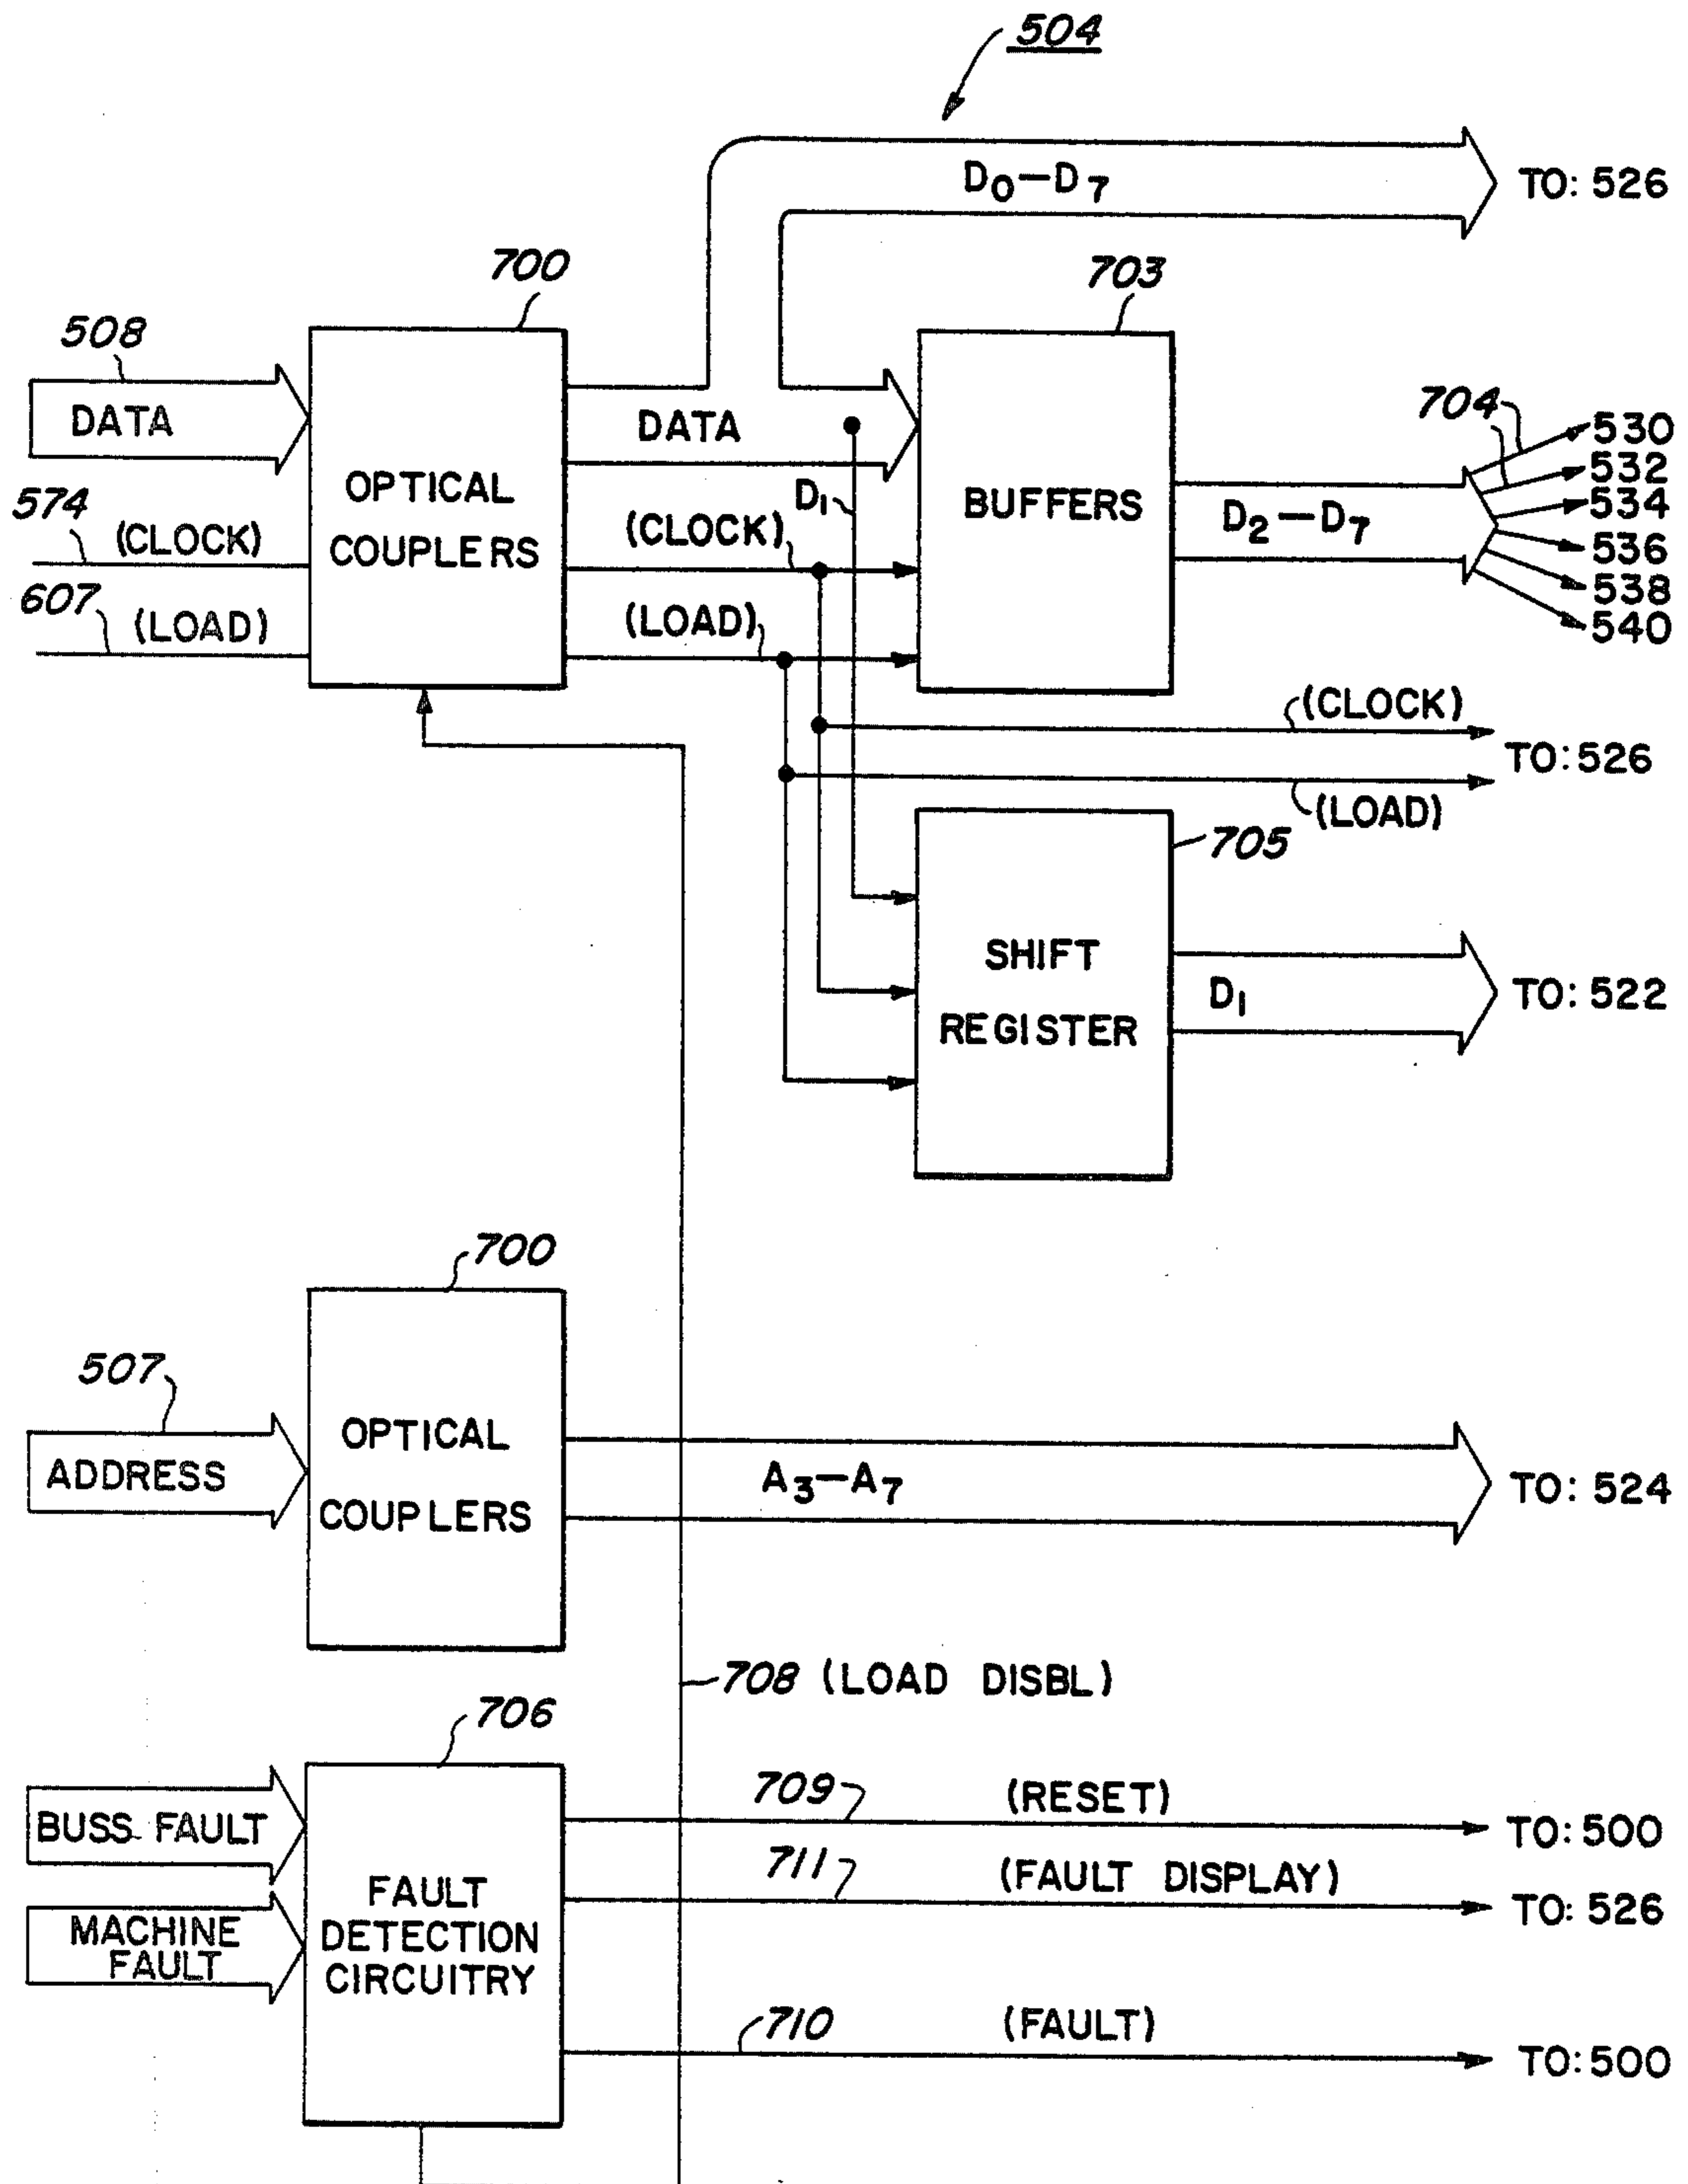 504
D₀–D₇
TO: 526
700
703
508
DATA
DATA
OPTICAL
COUPLERS
BUFFERS
704
530
532
534
536
538
540
D₁
D₂–D₇
574
(CLOCK)
(CLOCK)
607
(LOAD)
(LOAD)
(CLOCK)
TO: 526
(LOAD)
705
SHIFT
REGISTER
D₁
TO: 522
700
507
ADDRESS
OPTICAL
COUPLERS
A₃–A₇
TO: 524
708 (LOAD DISBL)
706
BUSS FAULT
MACHINE
FAULT
FAULT
DETECTION
CIRCUITRY
709
(RESET)
TO: 500
711
(FAULT DISPLAY)
TO: 526
710
(FAULT)
TO: 500